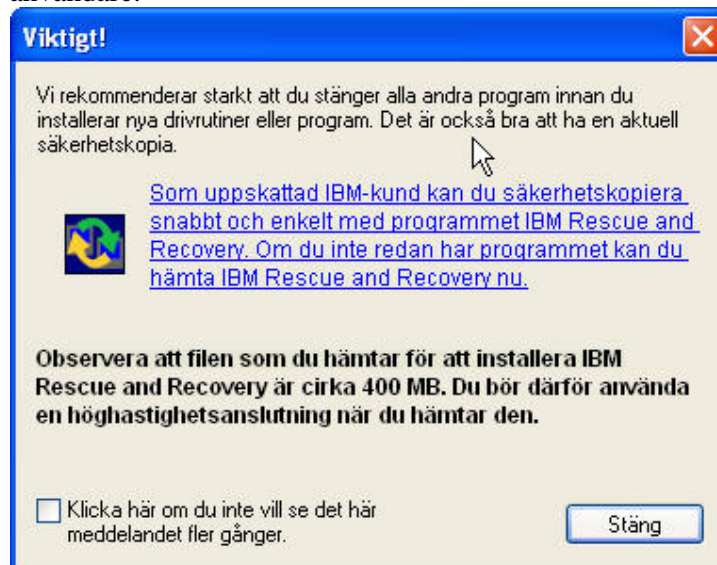 Viktigt!
Vi rekommenderar starkt att du stänger alla andra program innan du
installerar nya drivrutiner eller program. Det är också bra att ha en aktuell
säkerhetskopia.
Som uppskattad IBM-kund kan du säkerhetskopiera
snabbt och enkelt med programmet IBM Rescue and
Recovery. Om du inte redan har programmet kan du
hämta IBM Rescue and Recovery nu.
Observera att filen som du hämtar för att installera IBM
Rescue and Recovery är cirka 400 MB. Du bör därför använda
en höghastighetsanslutning när du hämtar den.
Klicka här om du inte vill se det här
meddelandet fler gånger.
Stäng